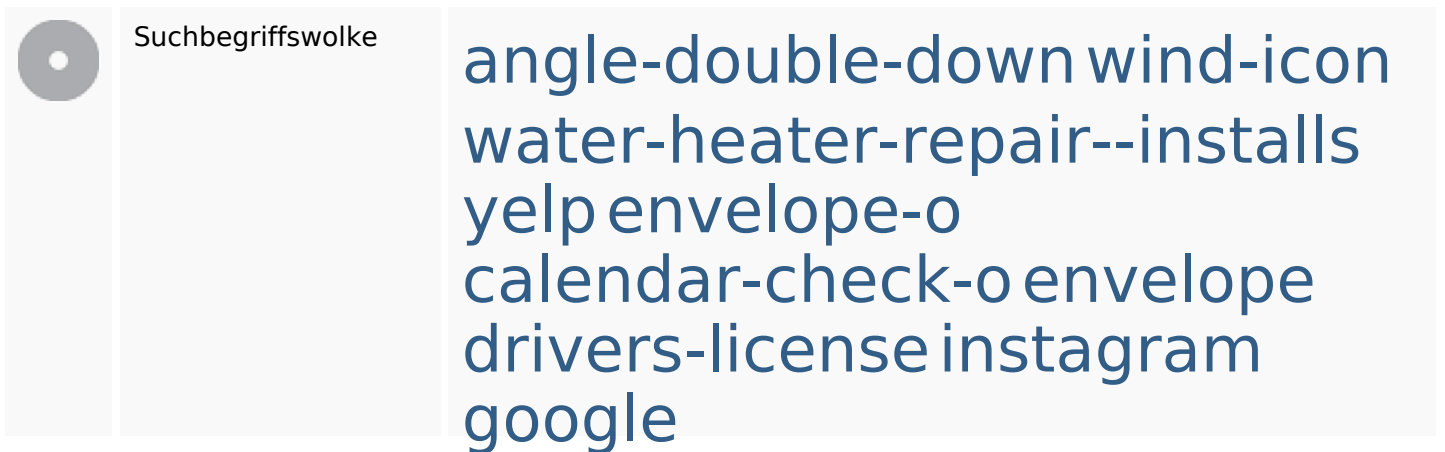 Suchbegriffswolke
angle-double-down wind-icon
water-heater-repair--installs
yelp envelope-o
calendar-check-o envelope
drivers-license instagram
google